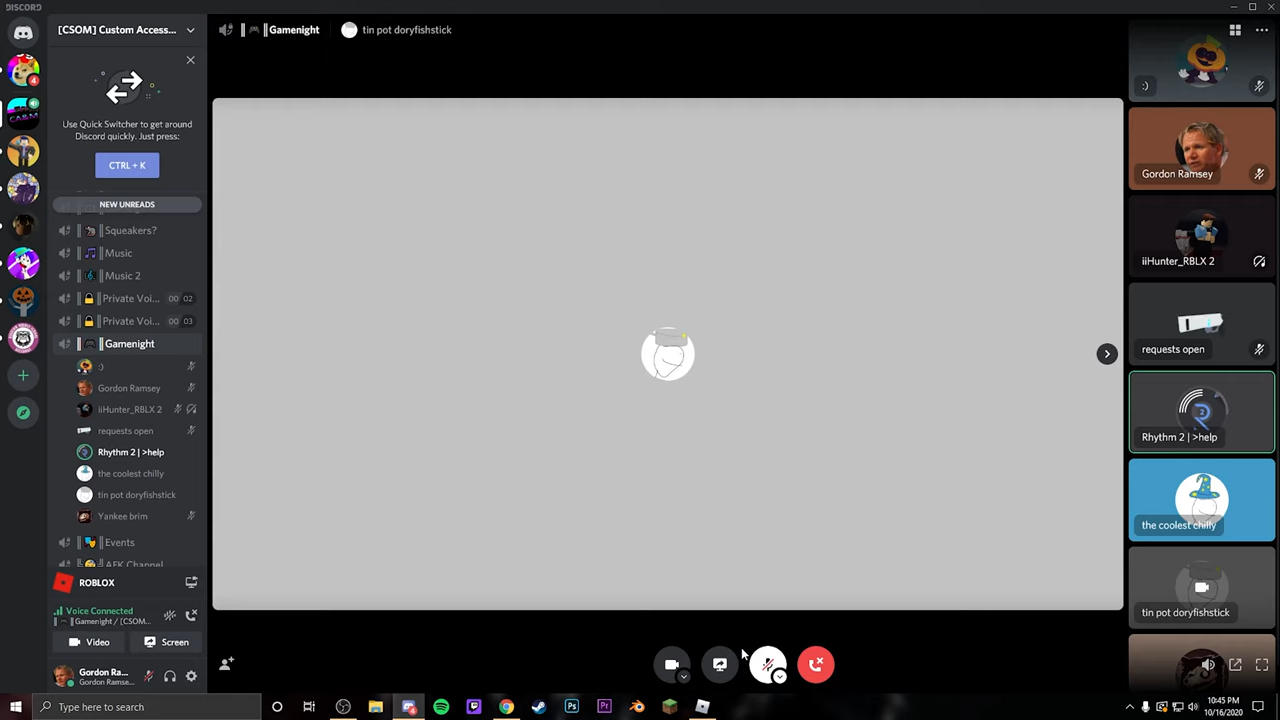 DISCORD
[CSOM] Custom Access...
Gamenight
tin pot doryfishstick
Use Quick Switcher to get around
Discord quickly. Just press:
CTRL + K
NEW UNREADS
Squeakers?
Music
Music 2
Private Voi... 00 02
Private Voi... 00 03
Gamenight
:)
Gordon Ramsey
iiHunter_RBLX 2
requests open
Rhythm 2 | >help
the coolest chilly
tin pot doryfishstick
Yankee brim
Events
AFK Channel
ROBLOX
Voice Connected
Gamenight / [CSOM...
Video
Screen
Gordon Ra...
Gordon Ramse...
:)
Gordon Ramsey
iiHunter_RBLX 2
requests open
Rhythm 2 | >help
the coolest chilly
tin pot doryfishstick
Type here to search
10:45 PM
10/16/2020